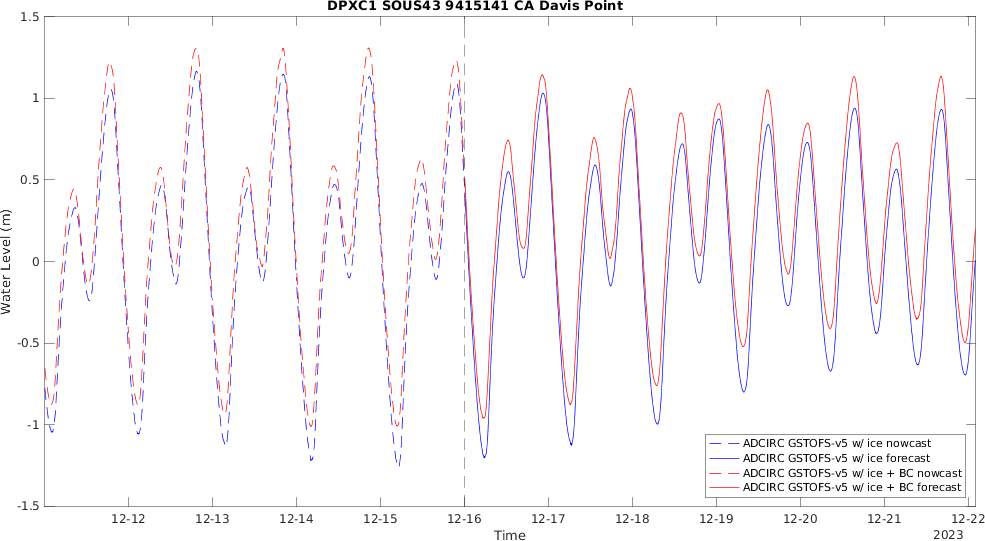 DPXC1 SOUS43 9415141 CA Davis Point
1.5
1
0.5
0
-0.5
-1
-1.5
Water Level (m)
ADCIRC GSTOFS-v5 w/ ice nowcast
ADCIRC GSTOFS-v5 w/ ice forecast
ADCIRC GSTOFS-v5 w/ ice + BC nowcast
ADCIRC GSTOFS-v5 w/ ice + BC forecast
12-12 12-13 12-14 12-15 12-16 12-17 12-18 12-19 12-20 12-21 12-22
Time
2023